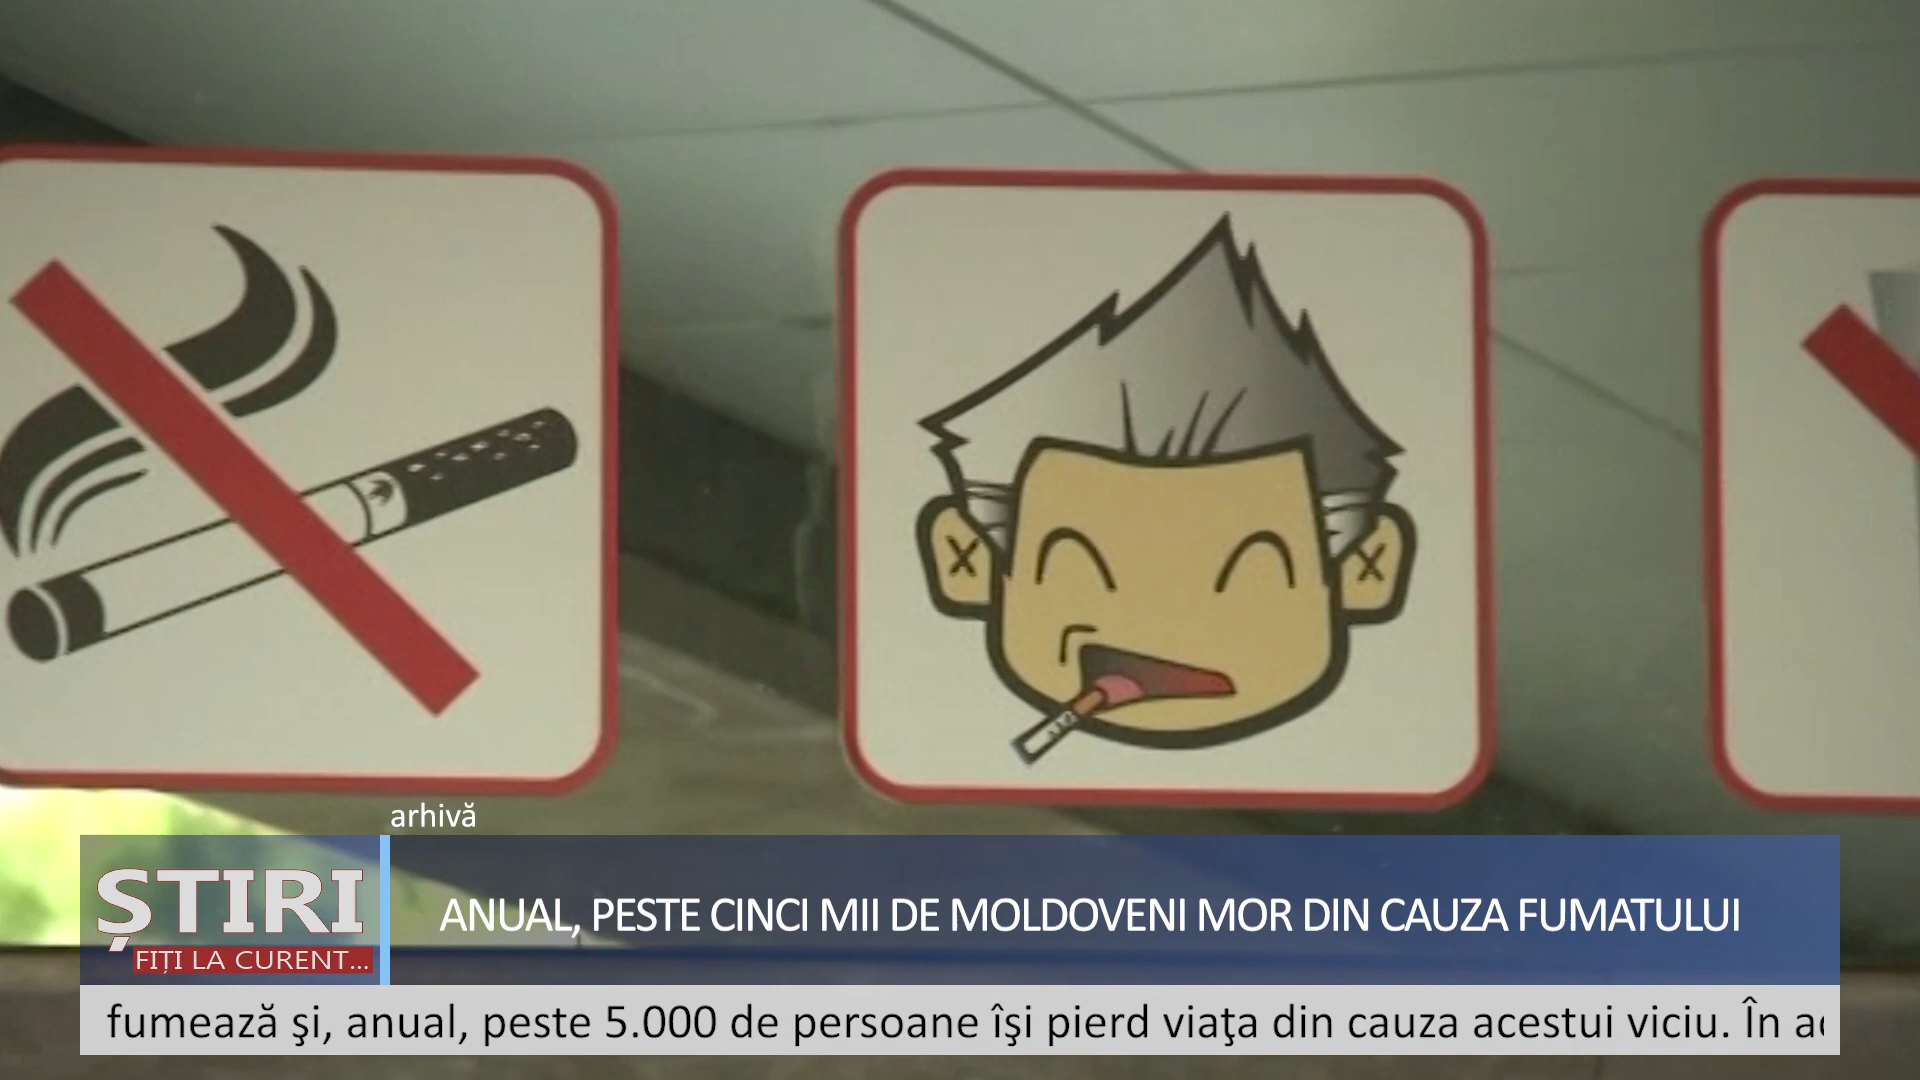 arhivă
ȘTIRI
FIȚI LA CURENT...
ANUAL, PESTE CINCI MII DE MOLDOVENI MOR DIN CAUZA FUMATULUI
fumează şi, anual, peste 5.000 de persoane îşi pierd viaţa din cauza acestui viciu. În